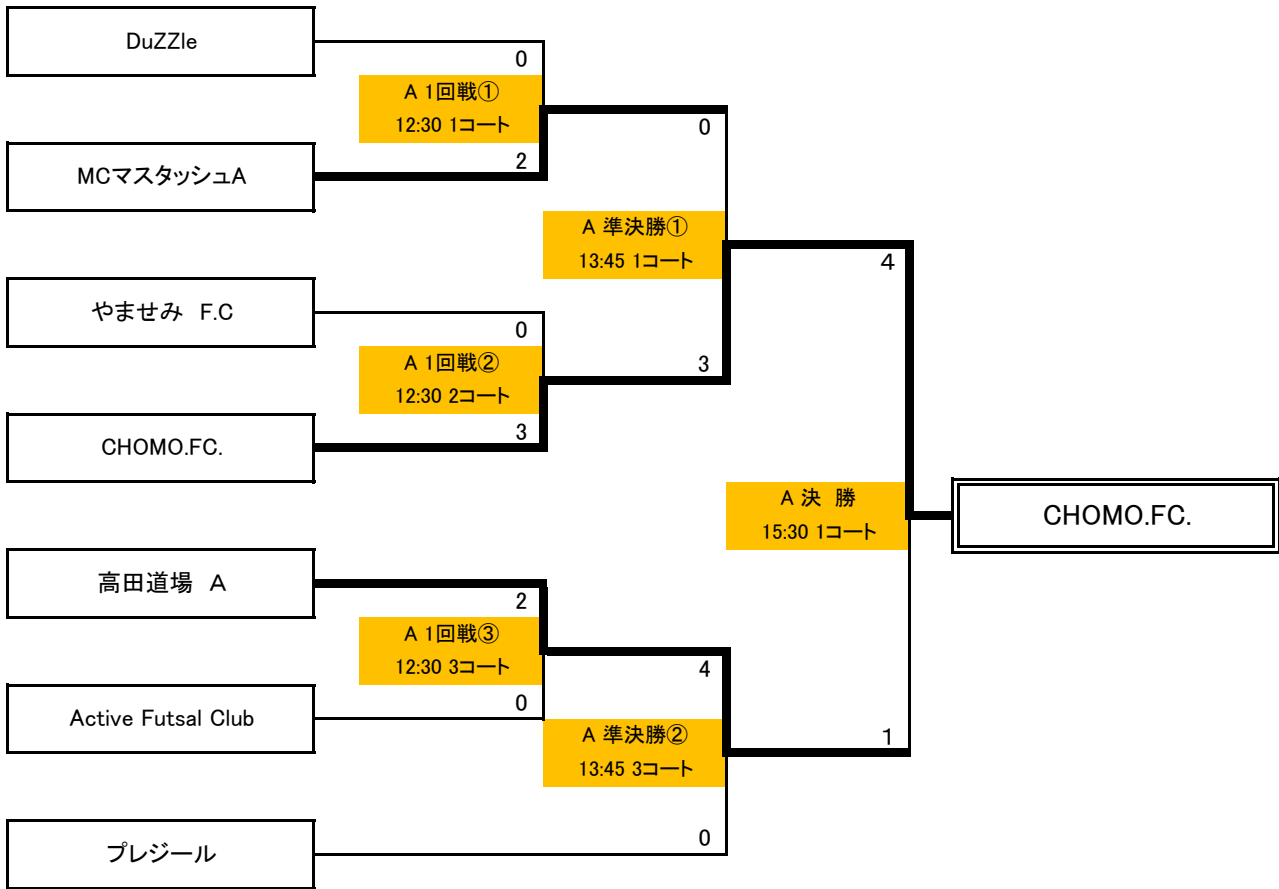 DuZZle
0
A 1回戦①
12:30 1コート
0
2
MCマスタッシュA
A 準決勝①
13:45 1コート
4
やませみ　F.C
0
A 1回戦②
12:30 2コート
3
3
CHOMO.FC.
A 決　勝
15:30 1コート
CHOMO.FC.
高田道場　A
2
A 1回戦③
12:30 3コート
4
0
Active Futsal Club
A 準決勝②
13:45 3コート
1
0
プレジール